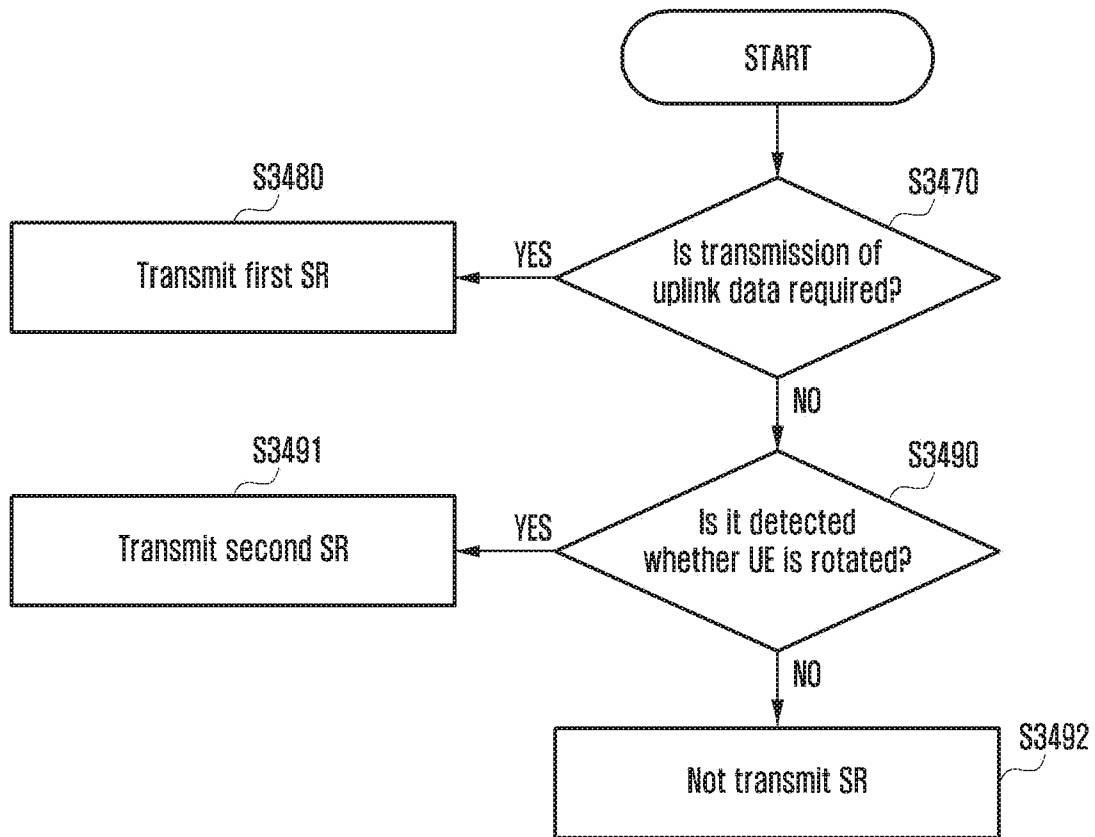 START
S3470
Is transmission of
uplink data required?
YES
S3480
Transmit first SR
NO
S3490
Is it detected
whether UE is rotated?
YES
S3491
Transmit second SR
NO
S3492
Not transmit SR